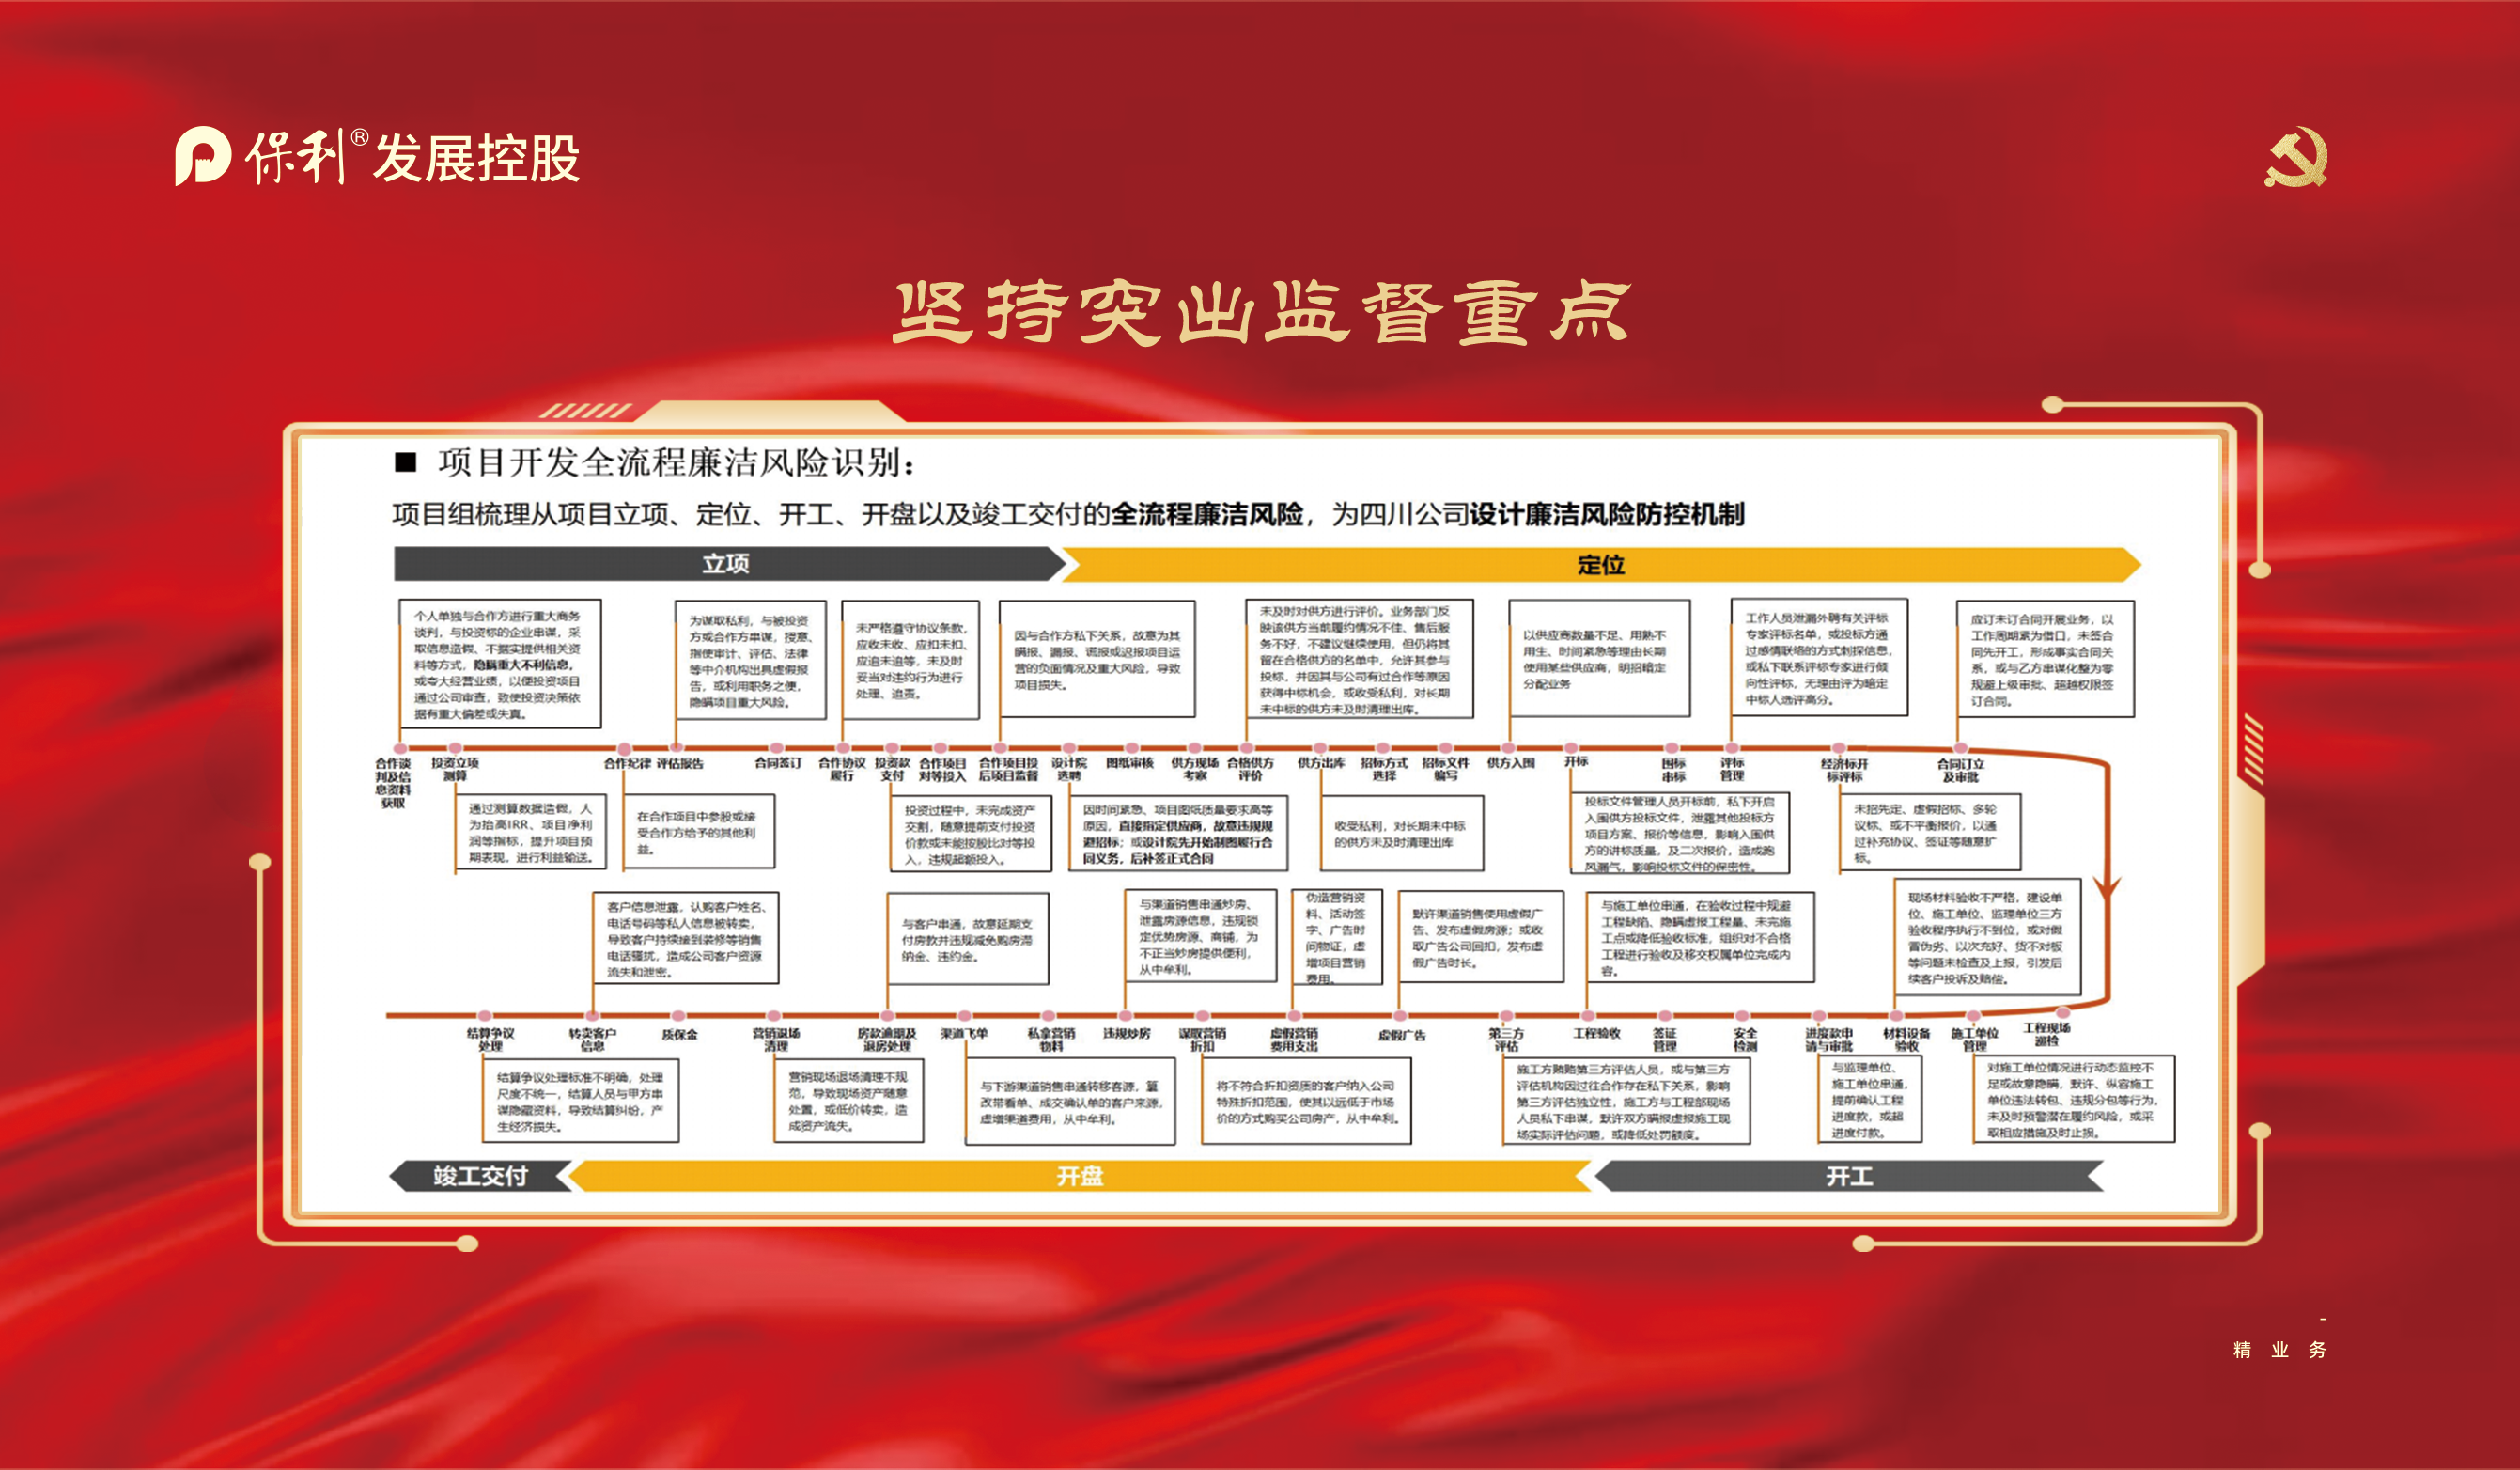 保利®发展控股
坚持突出监督重点
■ 项目开发全流程廉洁风险识别：
项目组梳理从项目立项、定位、开工、开盘以及竣工交付的全流程廉洁风险，为四川公司设计廉洁风险防控机制
立项
定位
个人单独与合作方进行重大商务
谈判，与投资标的企业串谋，采
取信息造假、不据实提供相关资
料等方式，隐瞒重大不利信息，
或夸大经营业绩，以便投资项目
通过公司审查，致使投资决策依
据有重大偏差或失真。
为谋取私利，与被投资
方或合作方串谋，授意、
指使审计、评估、法律
等中介机构出具虚假报
告，或利用职务之便，
隐瞒项目重大风险。
未严格遵守协议条款，
应收未收、应扣未扣、
应追未追等，未及时
妥当对违约行为进行
处理、追责。
因与合作方私下关系，故意为其
瞒报、漏报、谎报或迟报项目运
营的负面情况及重大风险，导致
项目损失。
未及时对供方进行评价。业务部门反
映该供方当前履约情况不佳、售后服
务不好，不建议继续使用，但仍将其
留在合格供方的名单中，允许其参与
投标，并因其与公司有过合作等原因
获得中标机会，或收受私利，对长期
未中标的供方未及时清理出库。
以供应商数量不足、用熟不
用生、时间紧急等理由长期
使用某些供应商，明招暗定
分配业务
工作人员泄漏外聘有关评标
专家评标名单，或投标方通
过感情联络的方式刺探信息，
或私下联系评标专家进行倾
向性评标，无理由评为暗定
中标人选评高分。
应订未订合同开展业务，以
工作周期紧为借口，未签合
同先开工，形成事实合同关
系，或与乙方串谋化整为零
规避上级审批、超越权限签
订合同。
合作谈
判及信
息资料
获取
投资立项
测算
合作纪律
评估报告
合同签订
合作协议
履行
投资款
支付
合作项目
对等投入
合作项目投
后项目监督
设计院
选聘
图纸审核
供方现场
考察
合格供方
评价
供方出库
招标方式
选择
招标文件
编写
供方入围
开标
围标
串标
评标
管理
经济标开
标评标
合同订立
及审批
通过测算数据造假，人
为抬高IRR、项目净利
润等指标，提升项目预
期表现，进行利益输送。
在合作项目中参股或接
受合作方给予的其他利
益。
投资过程中，未完成资产
交割，随意提前支付投资
价款或未能按股比对等投
入，违规超额投入。
因时间紧急、项目图纸质量要求高等
原因，直接指定供应商，故意违规规
避招标；或设计院先开始制图履行合
同义务，后补签正式合同
收受私利，对长期未中标
的供方未及时清理出库
投标文件管理人员开标前，私下开启
入围供方投标文件，泄露其他投标方
项目方案、报价等信息，影响入围供
方的讲标质量，及二次报价，造成跑
风漏气，影响投标文件的保密性。
未招先定、虚假招标、多轮
议标、或不平衡报价，以通
过补充协议、签证等随意扩
标。
客户信息泄露，认购客户姓名、
电话号码等私人信息被转卖，
导致客户持续接到装修等销售
电话骚扰，造成公司客户资源
流失和泄密。
与客户串通，故意延期支
付房款并违规减免购房滞
纳金、违约金。
与渠道销售串通炒房、
泄露房源信息，违规锁
定优势房源、商铺，为
不正当炒房提供便利，
从中牟利。
伪造营销资
料、活动签
字、广告时
间物证，虚
增项目营销
费用。
默许渠道销售使用虚假广
告、发布虚假房源；或收
取广告公司回扣，发布虚
假广告时长。
与施工单位串通，在验收过程中规避
工程缺陷、隐瞒虚报工程量、未完施
工点或降低验收标准，组织对不合格
工程进行验收及移交权属单位完成内
容。
现场材料验收不严格，建设单
位、施工单位、监理单位三方
验收程序执行不到位，或对假
冒伪劣、以次充好、货不对板
等问题未检查及上报，引发后
续客户投诉及赔偿。
结算争议
处理
转卖客户
信息
质保金
营销退场
清理
房款逾期及
退房处理
渠道飞单
私拿营销
物料
违规炒房
谋取营销
折扣
虚假营销
费用支出
虚假广告
第三方
评估
工程验收
签证
管理
安全
检测
进度款申
请与审批
材料设备
验收
施工单位
管理
工程现场
巡检
结算争议处理标准不明确，处理
尺度不统一，结算人员与甲方串
谋隐藏资料，导致结算纠纷，产
生经济损失。
营销现场退场清理不规
范，导致现场资产随意
处置，或低价转卖，造
成资产流失。
与下游渠道销售串通转移客源，篡
改带看单、成交确认单的客户来源，
虚增渠道费用，从中牟利。
将不符合折扣资质的客户纳入公司
特殊折扣范围，使其以远低于市场
价的方式购买公司房产，从中牟利。
施工方贿赂第三方评估人员，或与第三方
评估机构因过往合作存在私下关系，影响
第三方评估独立性，施工方与工程部现场
人员私下串谋，默许双方瞒报虚报施工现
场实际评估问题，或降低处罚额度。
与监理单位、
施工单位串通，
提前确认工程
进度款，或超
进度付款。
对施工单位情况进行动态监控不
足或故意隐瞒，默许、纵容施工
单位违法转包、违规分包等行为，
未及时预警潜在履约风险，或采
取相应措施及时止损。
竣工交付
开盘
开工
-
精业务